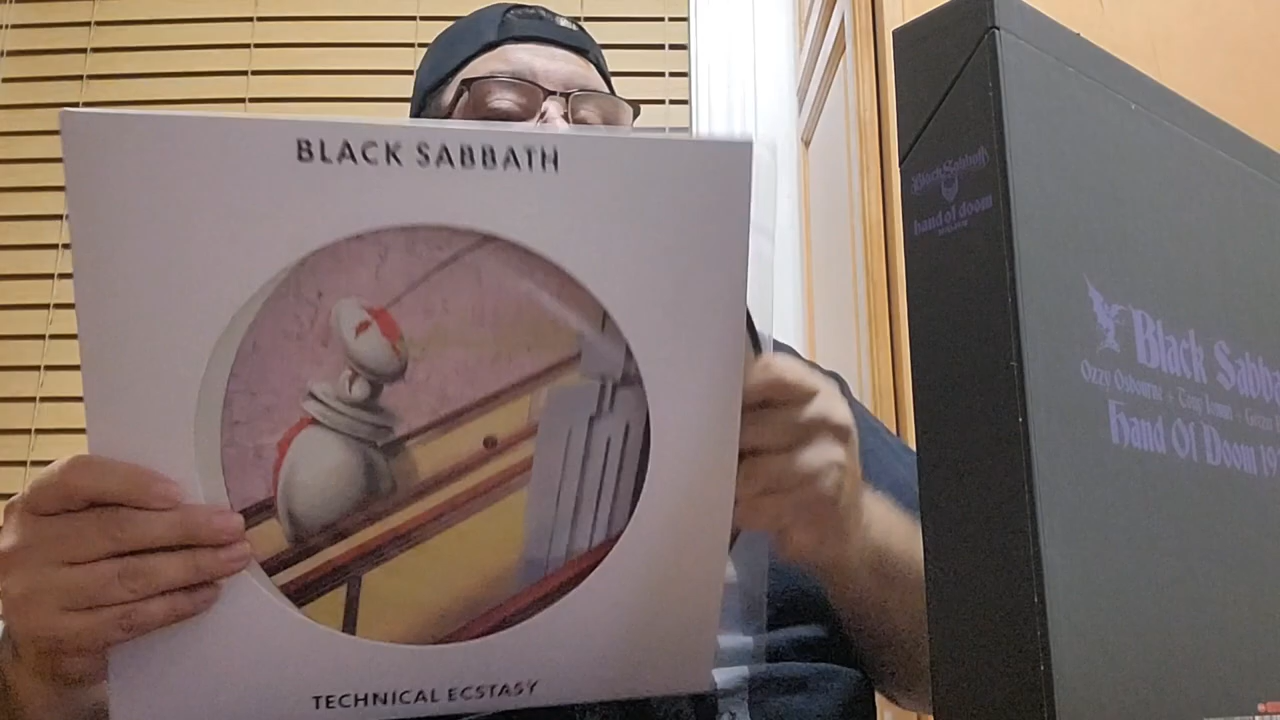 BLACK SABBATH
TECHNICAL ECSTASY
Black Sabbath
hand of doom
Black Sabba
Ozzy Osbourne + Tony Iommi + Geezer
Hand Of Doom 19